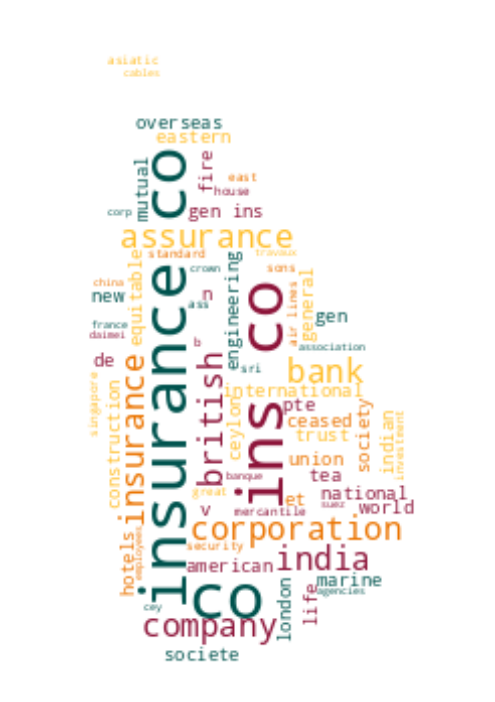 asiatic
cables
overseas
eastern
co
mutual
fire
east
house
corp
gen ins
assurance
standard
travaux
equitable
insurance
crown
engineering
sons
china
new
n
ass
co
air lines
general
gen
france
daimei
b
association
de
sri
bank
singapore
construction
insurance
british
ceylon
international
ins
pte
ceased
trust
society
indian
investment
union
banque
tea
great
et
national
suez
world
v
mercantile
corporation
hotels
employees
security
india
american
marine
agencies
co
london
life
cey
company
societe